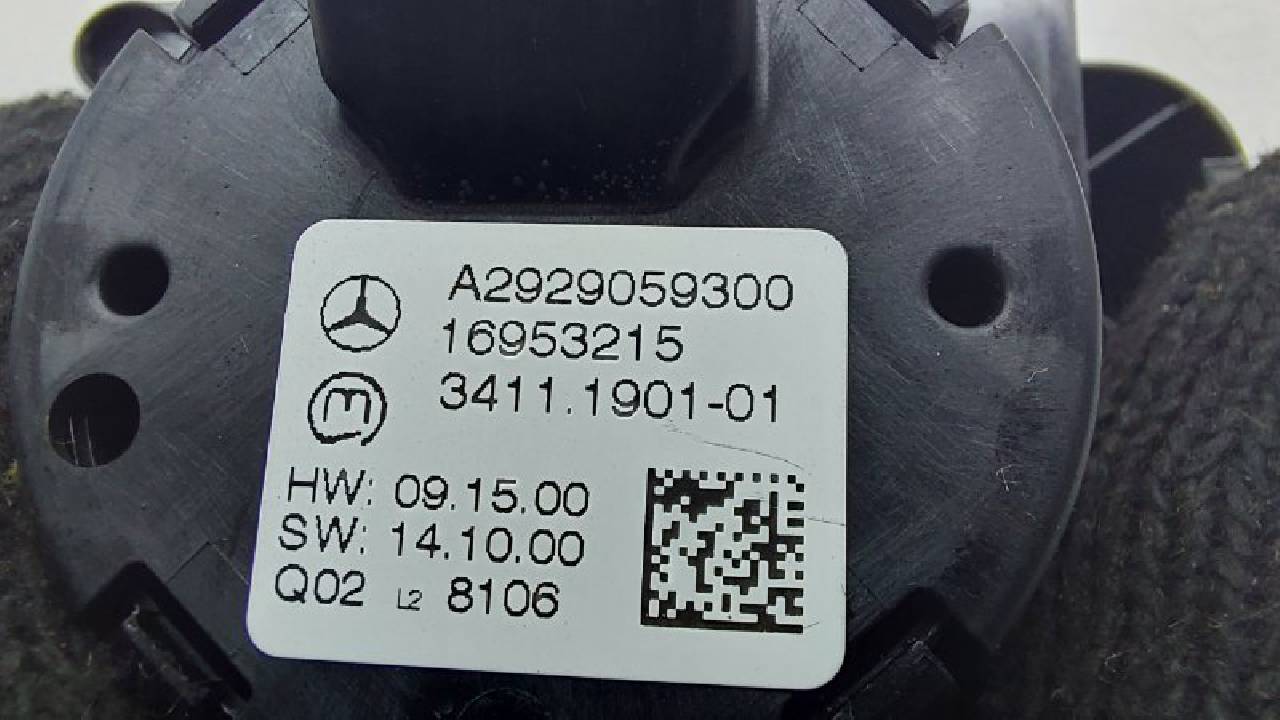 A2929059300
16953215
3411.1901-01
HW: 09.15.00
SW: 14.10.00
Q02 L2 8106